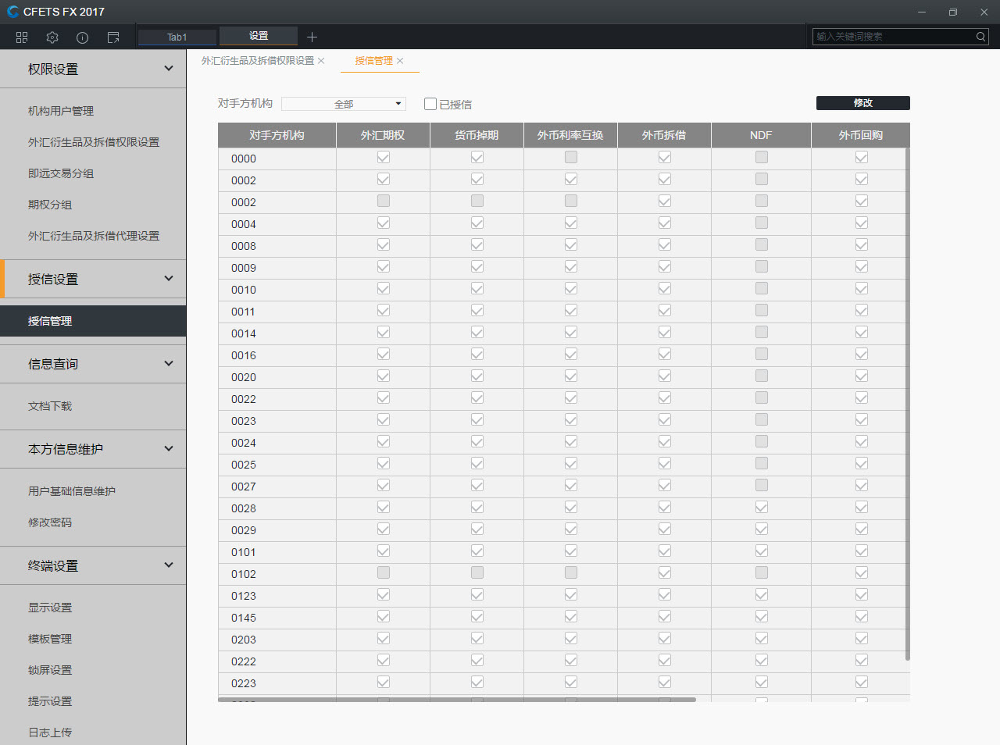 CFETS FX 2017
Tab1
设置
输入关键词搜索
权限设置
机构用户管理
外汇衍生品及拆借权限设置
即远交易分组
期权分组
外汇衍生品及拆借代理设置
授信设置
授信管理
信息查询
文档下载
本方信息维护
用户基础信息维护
修改密码
终端设置
显示设置
模板管理
锁屏设置
提示设置
日志上传
外汇衍生品及拆借权限设置
授信管理
对手方机构 全部 已授信 修改
对手方机构 外汇期权 货币掉期 外币利率互换 外币拆借 NDF 外币回购
0000
0002
0002
0004
0008
0009
0010
0011
0014
0016
0020
0022
0023
0024
0025
0027
0028
0029
0101
0102
0123
0145
0203
0222
0223